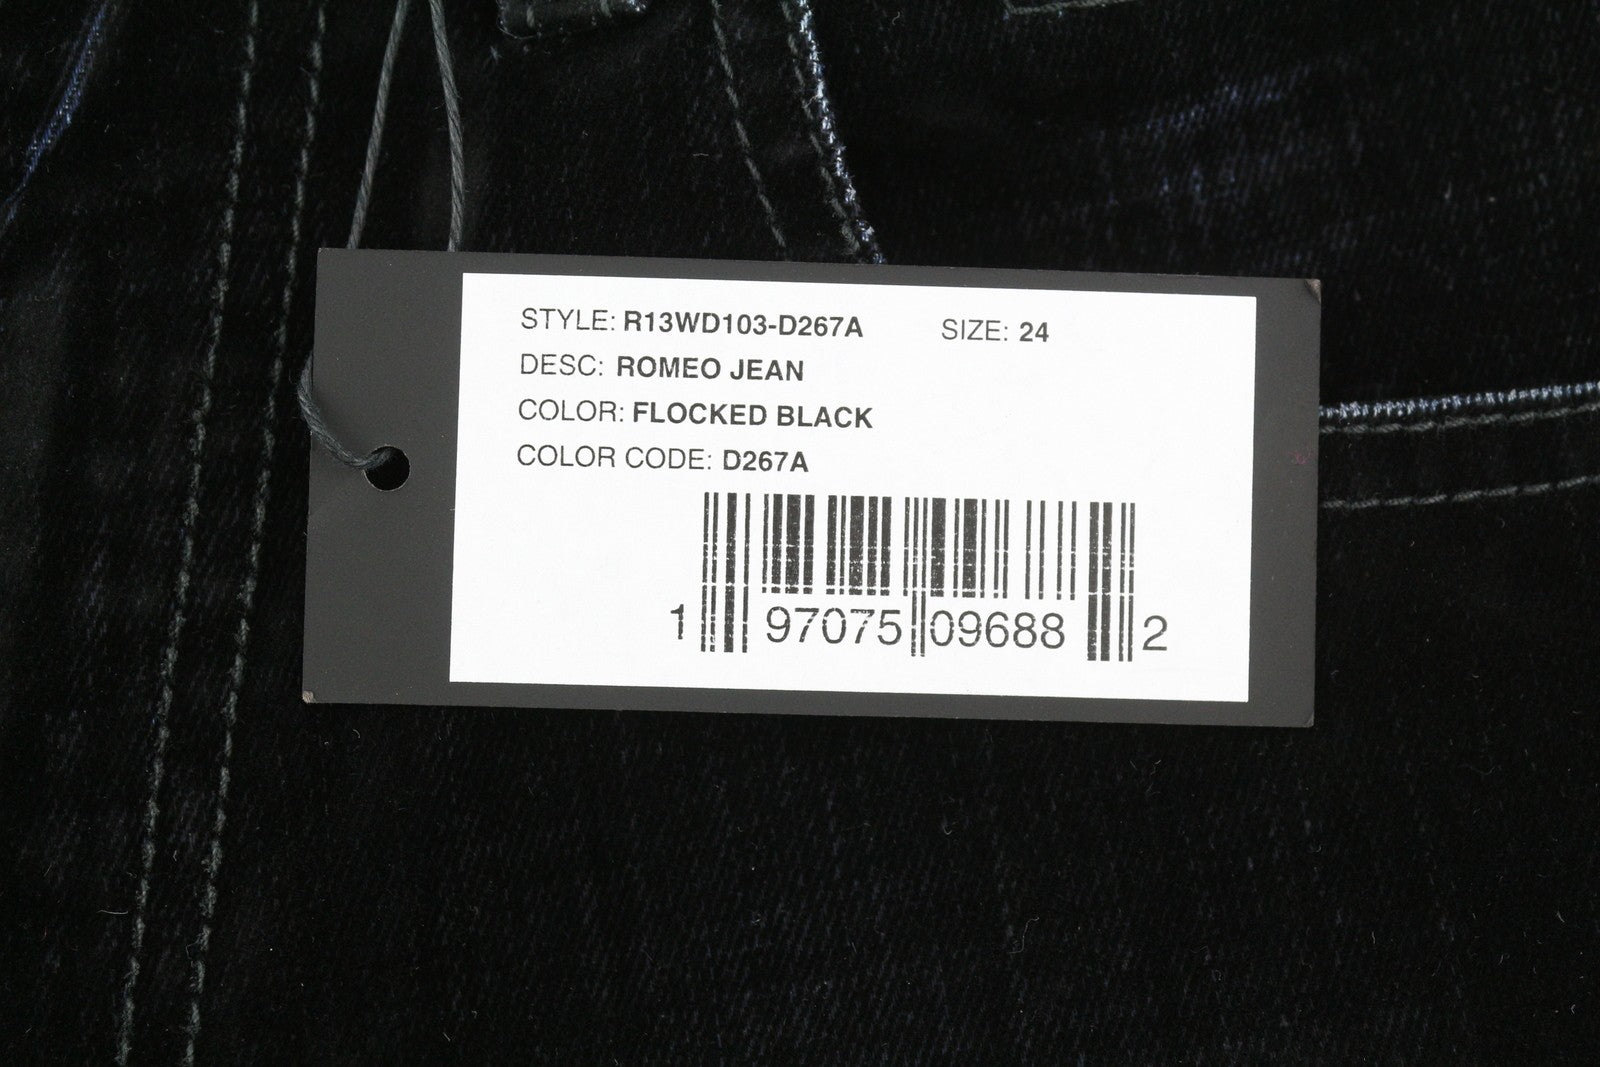 STYLE: R13WD103-D267A SIZE: 24
DESC: ROMEO JEAN
COLOR: FLOCKED BLACK
COLOR CODE: D267A
1 97075 09688 2